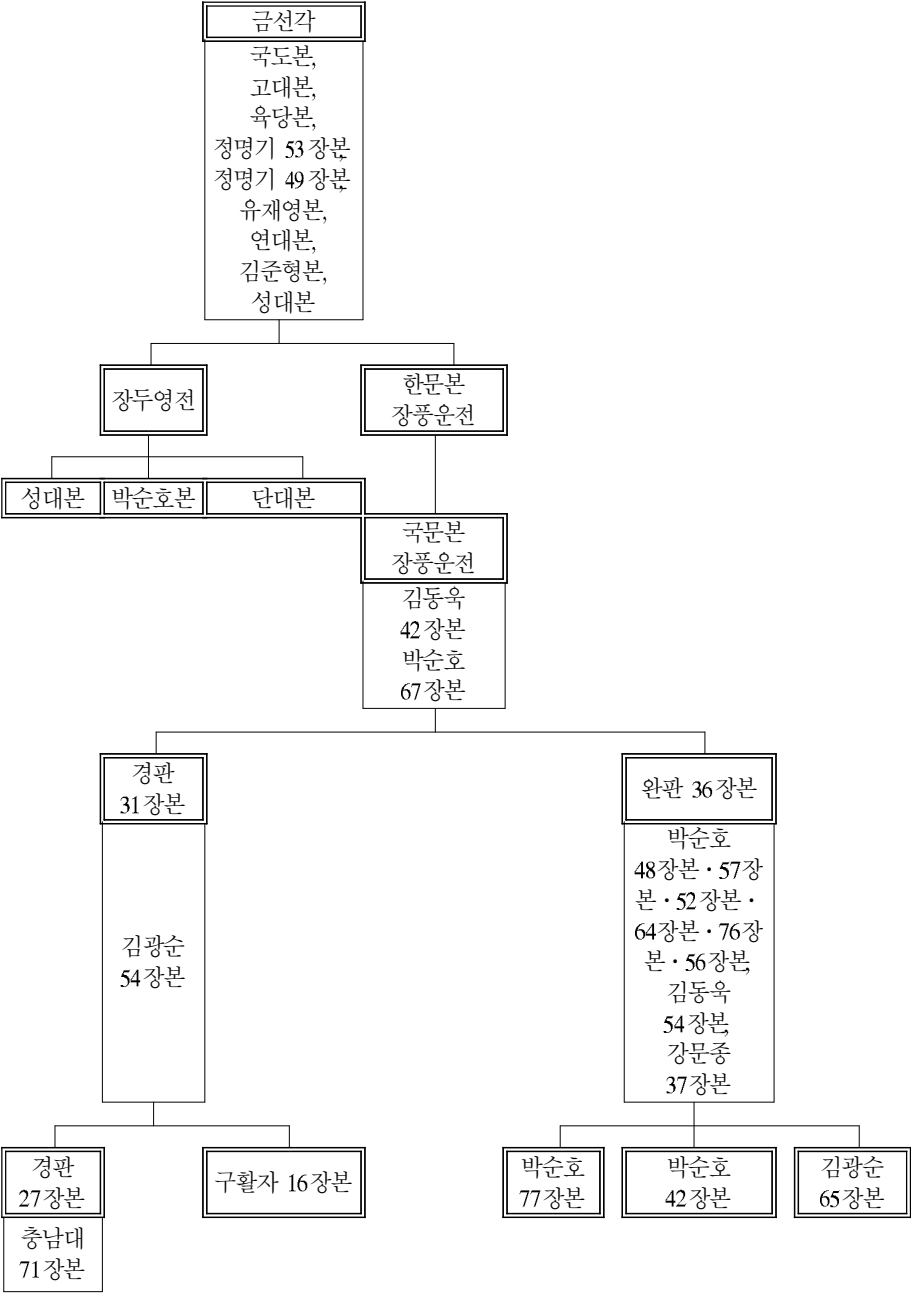 금선각
국도본,
고대본,
육당본,
정명기 53장본,
정명기 49장본,
유재영본,
연대본,
김준형본,
성대본
장두영전
한문본
장풍운전
성대본
박순호본
단대본
국문본
장풍운전
김동욱
42장본
박순호
67장본
경판
31장본
완판 36장본
김광순
54장본
박순호
48장본・57장
본・52장본・
64장본・76장
본・56장본,
김동욱
54장본,
강문종
37장본
경판
27장본
구활자 16장본
박순호
77장본
박순호
42장본
김광순
65장본
충남대
71장본